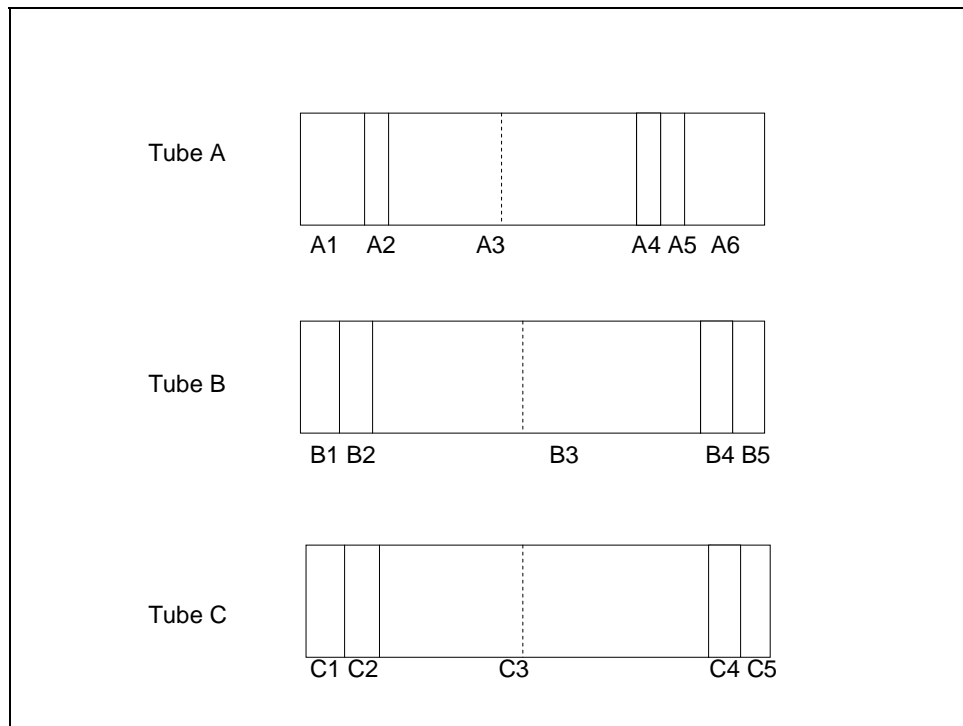 Tube A
A1 A2 A3 A4 A5 A6
Tube B
B1 B2 B3 B4 B5
Tube C
C1 C2 C3 C4 C5